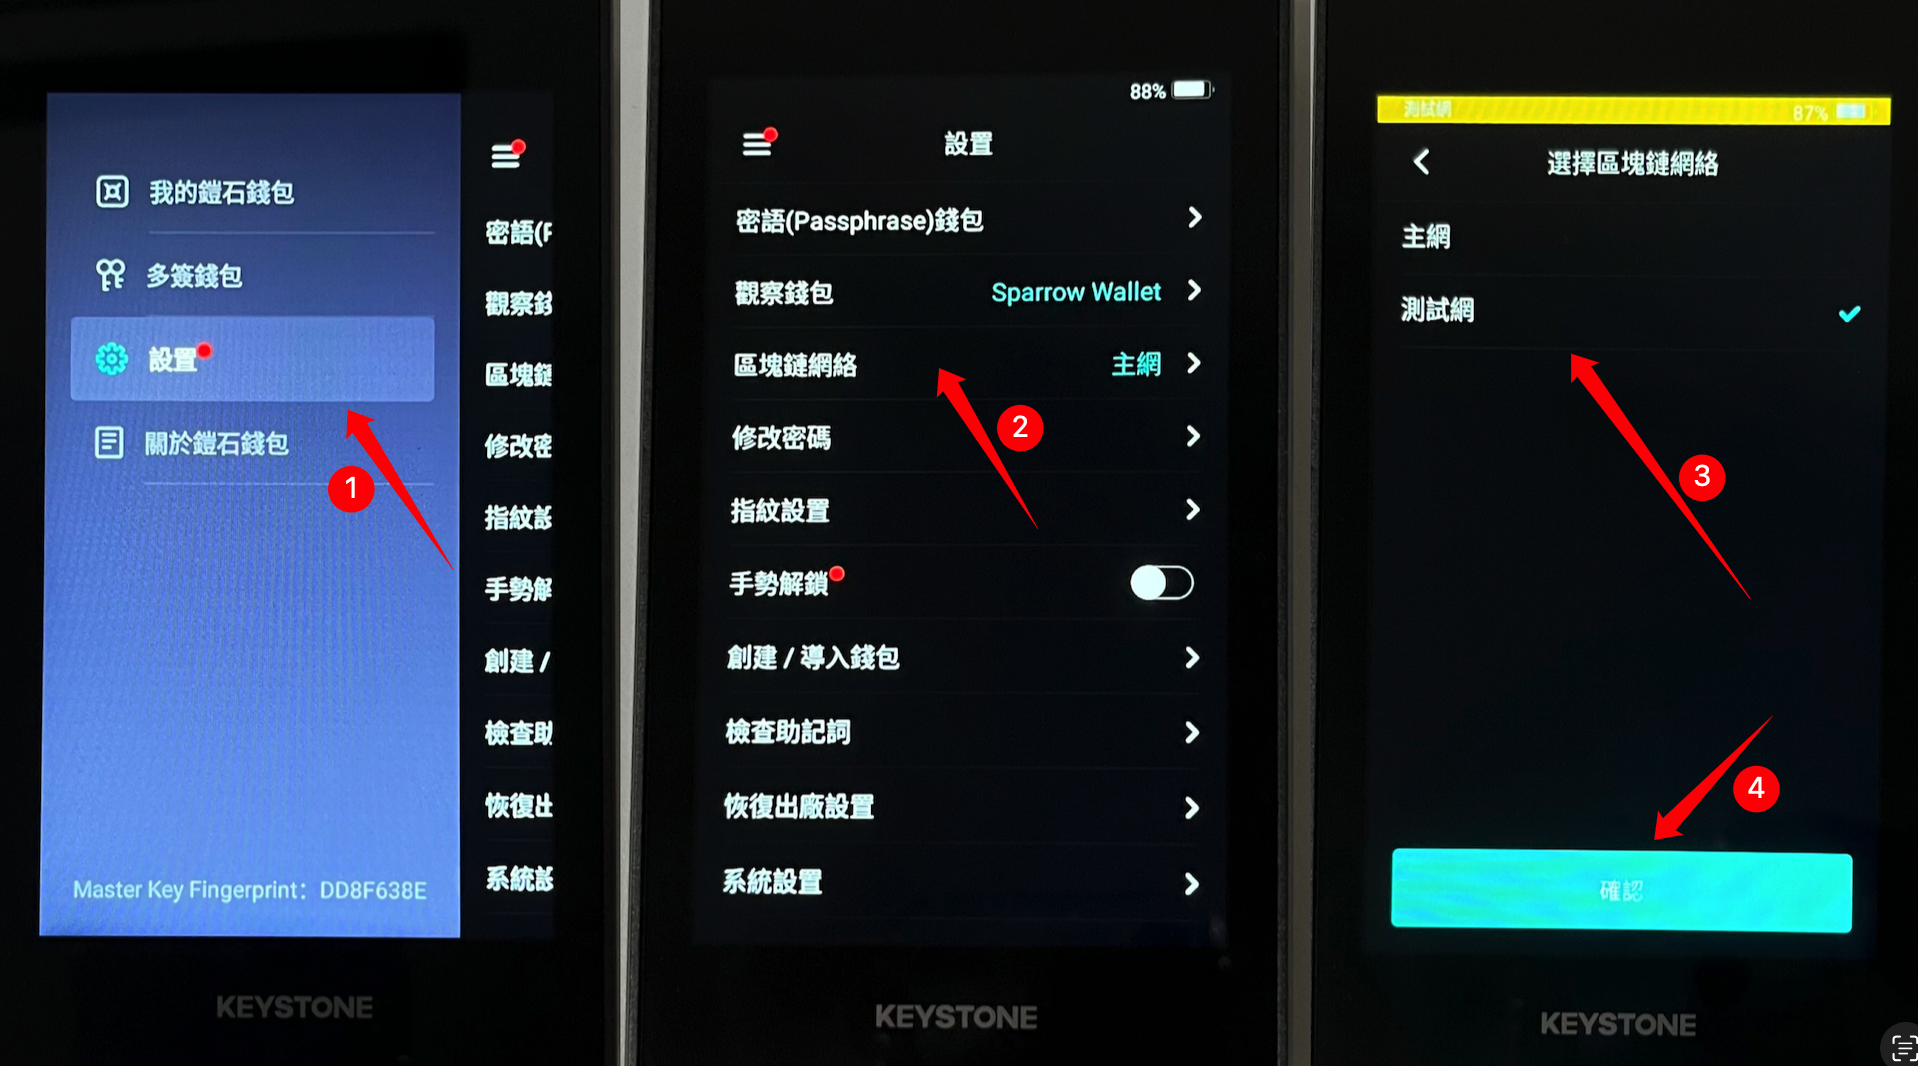 我的鎧石錢包
多簽錢包
設置
關於鎧石錢包
1
Master Key Fingerprint: DD8F638E
密語(P
觀察錢
區塊鏈
修改密
指紋設
手勢解
創建 /
檢查助
恢復出
系統設
KEYSTONE
88%
設置
密語(Passphrase)錢包
觀察錢包 Sparrow Wallet
區塊鏈網絡 主網
2
修改密碼
指紋設置
手勢解鎖
創建 / 導入錢包
檢查助記詞
恢復出廠設置
系統設置
KEYSTONE
測試網 87%
選擇區塊鏈網絡
主網
測試網
3
4
確認
KEYSTONE